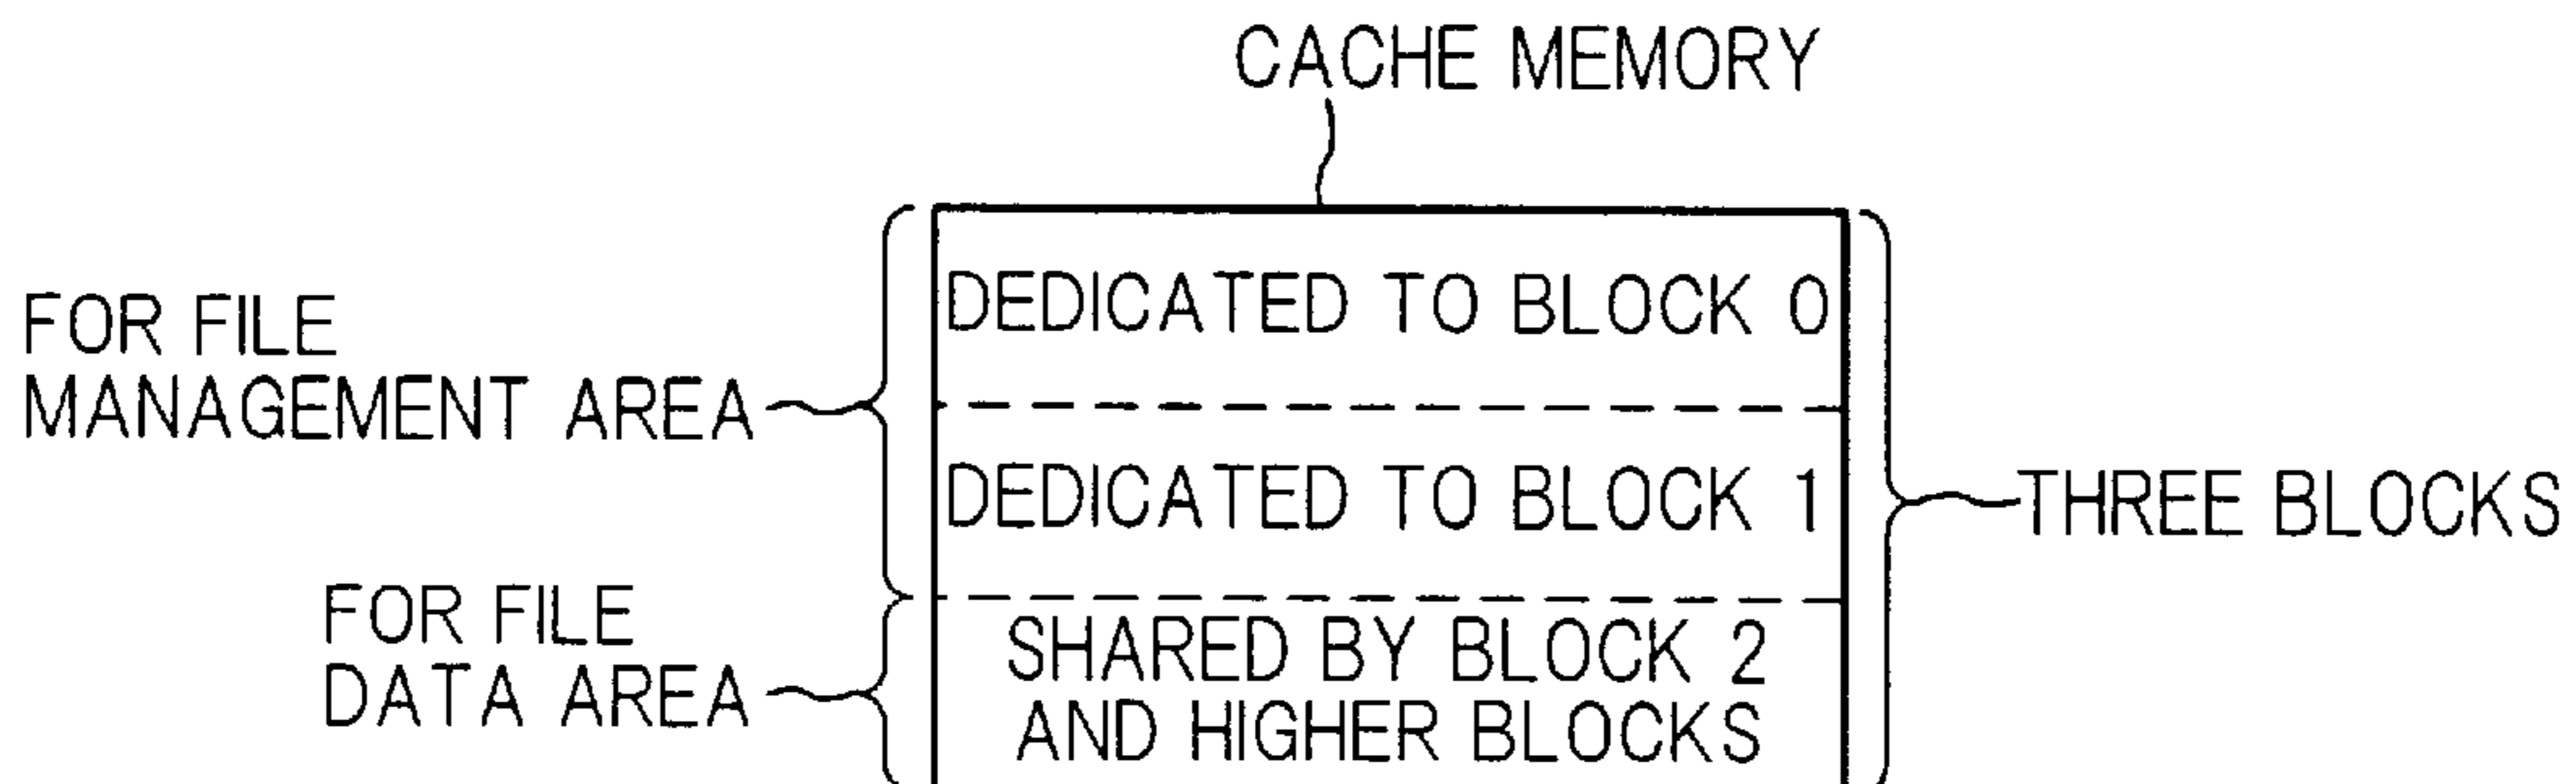 CACHE MEMORY
FOR FILE
MANAGEMENT AREA
DEDICATED TO BLOCK 0
DEDICATED TO BLOCK 1
THREE BLOCKS
FOR FILE
DATA AREA
SHARED BY BLOCK 2
AND HIGHER BLOCKS